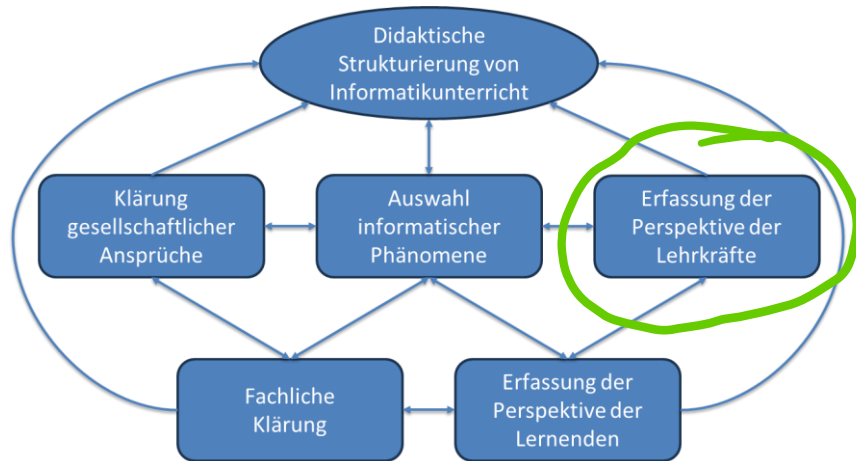 Didaktische
Strukturierung von
Informatikunterricht
Klärung
gesellschaftlicher
Ansprüche
Auswahl
informatischer
Phänomene
Erfassung der
Perspektive der
Lehrkräfte
Fachliche
Klärung
Erfassung der
Perspektive der
Lernenden